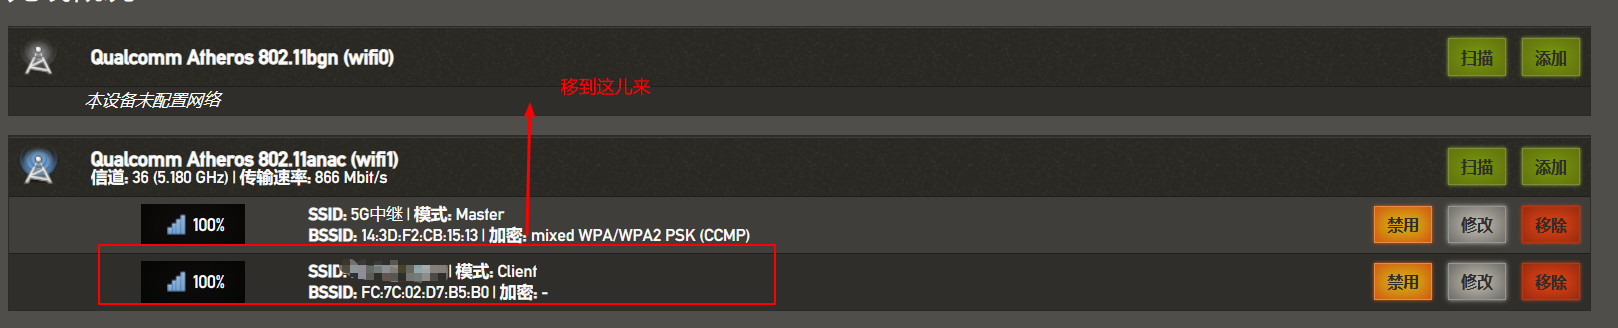 Qualcomm Atheros 802.11bgn (wifi0)
扫描 添加
移到这儿来
本设备未配置网络
Qualcomm Atheros 802.11anac (wifi1)
信道: 36 (5.180 GHz) | 传输速率: 866 Mbit/s
扫描 添加
100%
SSID: 5G中继 | 模式: Master
BSSID: 14:3D:F2:CB:15:13 | 加密: mixed WPA/WPA2 PSK (CCMP)
禁用 修改 移除
100%
SSID: | 模式: Client
BSSID: FC:7C:02:D7:B5:B0 | 加密: -
禁用 修改 移除